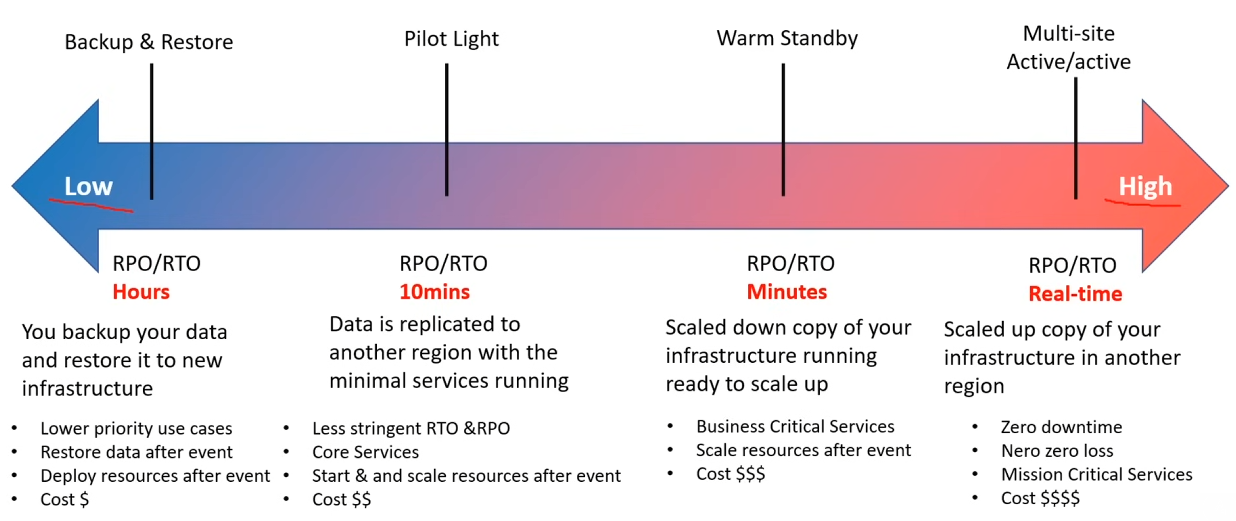 Backup & Restore
Pilot Light
Warm Standby
Multi-site
Active/active
Low
High
RPO/RTO
Hours
You backup your data
and restore it to new
infrastructure
• Lower priority use cases
• Restore data after event
• Deploy resources after event
• Cost $
RPO/RTO
10mins
Data is replicated to
another region with the
minimal services running
• Less stringent RTO &RPO
• Core Services
• Start & and scale resources after event
• Cost $$
RPO/RTO
Minutes
Scaled down copy of your
infrastructure running
ready to scale up
• Business Critical Services
• Scale resources after event
• Cost $$$
RPO/RTO
Real-time
Scaled up copy of your
infrastructure in another
region
• Zero downtime
• Nero zero loss
• Mission Critical Services
• Cost $$$$